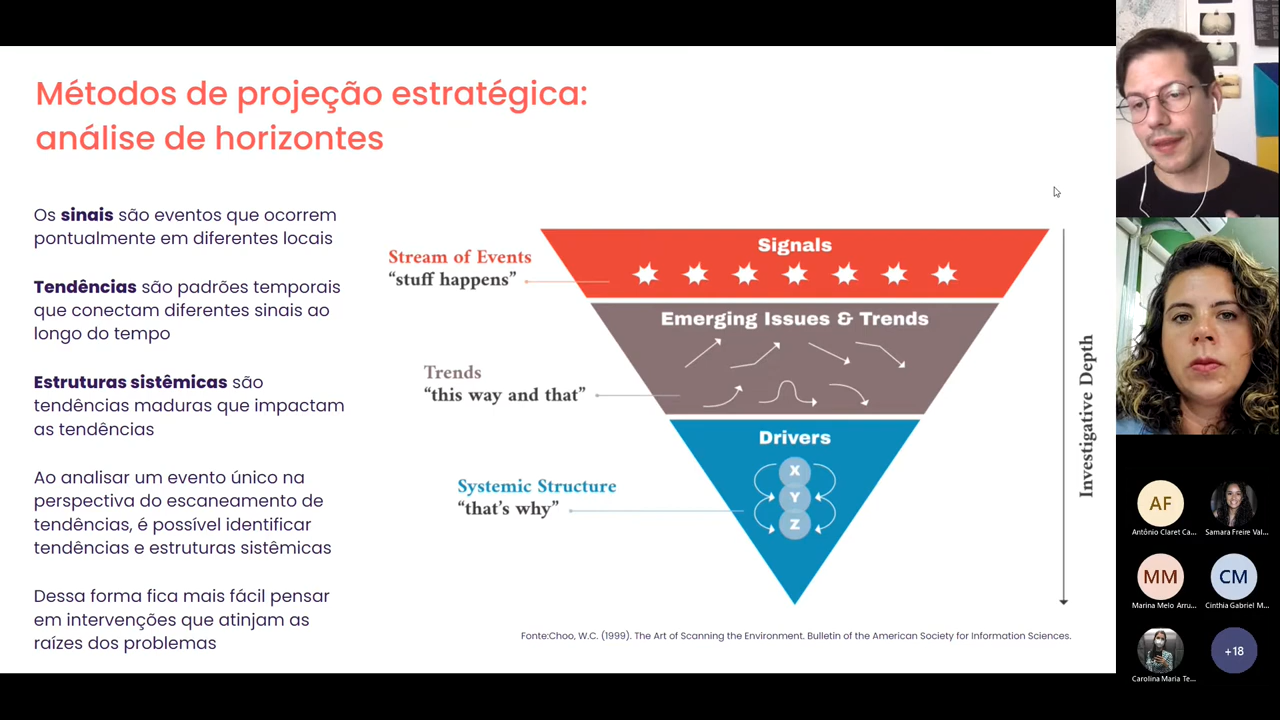 Métodos de projeção estratégica:
análise de horizontes
Os sinais são eventos que ocorrem
pontualmente em diferentes locais
Tendências são padrões temporais
que conectam diferentes sinais ao
longo do tempo
Estruturas sistêmicas são
tendências maduras que impactam
as tendências
Ao analisar um evento único na
perspectiva do escaneamento de
tendências, é possível identificar
tendências e estruturas sistêmicas
Dessa forma fica mais fácil pensar
em intervenções que atinjam as
raízes dos problemas
Stream of Events
“stuff happens”
Signals
Emerging Issues & Trends
Trends
“this way and that”
Drivers
X
Y
Z
Systemic Structure
“that’s why”
Investigative Depth
Fonte:Choo, W.C. (1999). The Art of Scanning the Environment. Bulletin of the American Society for Information Sciences.
AF
Antônio Claret Ca...
Samara Freire Val...
MM
Marina Melo Arru...
CM
Cinthia Gabriel M...
Carolina Maria Te...
+18